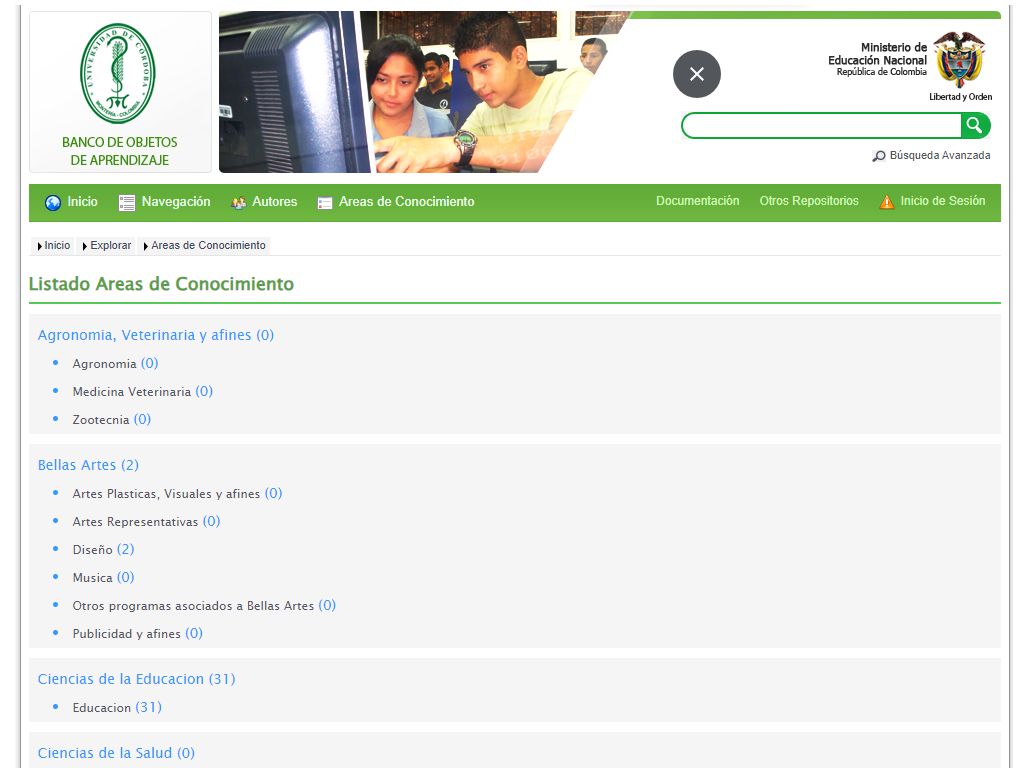 UNIVERSIDAD DE CÓRDOBA
MONTERÍA - COLOMBIA
BANCO DE OBJETOS
DE APRENDIZAJE
Ministerio de
Educación Nacional
República de Colombia
Libertad y Orden
Búsqueda Avanzada
Inicio
Navegación
Autores
Areas de Conocimiento
Documentación
Otros Repositorios
Inicio de Sesión
Inicio
Explorar
Areas de Conocimiento
Listado Areas de Conocimiento
Agronomia, Veterinaria y afines (0)
Agronomia (0)
Medicina Veterinaria (0)
Zootecnia (0)
Bellas Artes (2)
Artes Plasticas, Visuales y afines (0)
Artes Representativas (0)
Diseño (2)
Musica (0)
Otros programas asociados a Bellas Artes (0)
Publicidad y afines (0)
Ciencias de la Educacion (31)
Educacion (31)
Ciencias de la Salud (0)